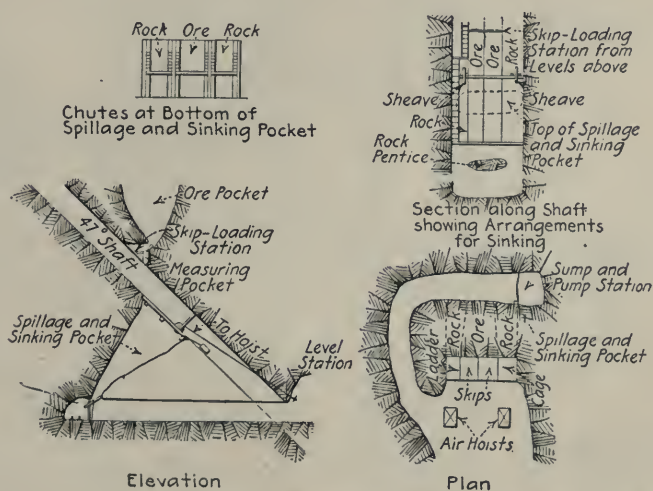 Rock Ore Rock
Chutes at Bottom of
Spillage and Sinking Pocket
Ore
Ore
Rock
Skip-Loading
Station from
Levels above
Sheave
Sheave
Rock
Rock
Pentice
Top of Spillage
and Sinking
Pocket
Section along Shaft
showing Arrangements
for Sinking
Ore Pocket
47° Shaft
Skip-Loading
Station
Measuring
Pocket
To Hoist
Spillage and
Sinking Pocket
Level
Station
Elevation
Sump and
Pump Station
Ladder
Rock
Ore
Rock
Spillage and
Sinking Pocket
Cage
Skips
Air Hoists
Plan